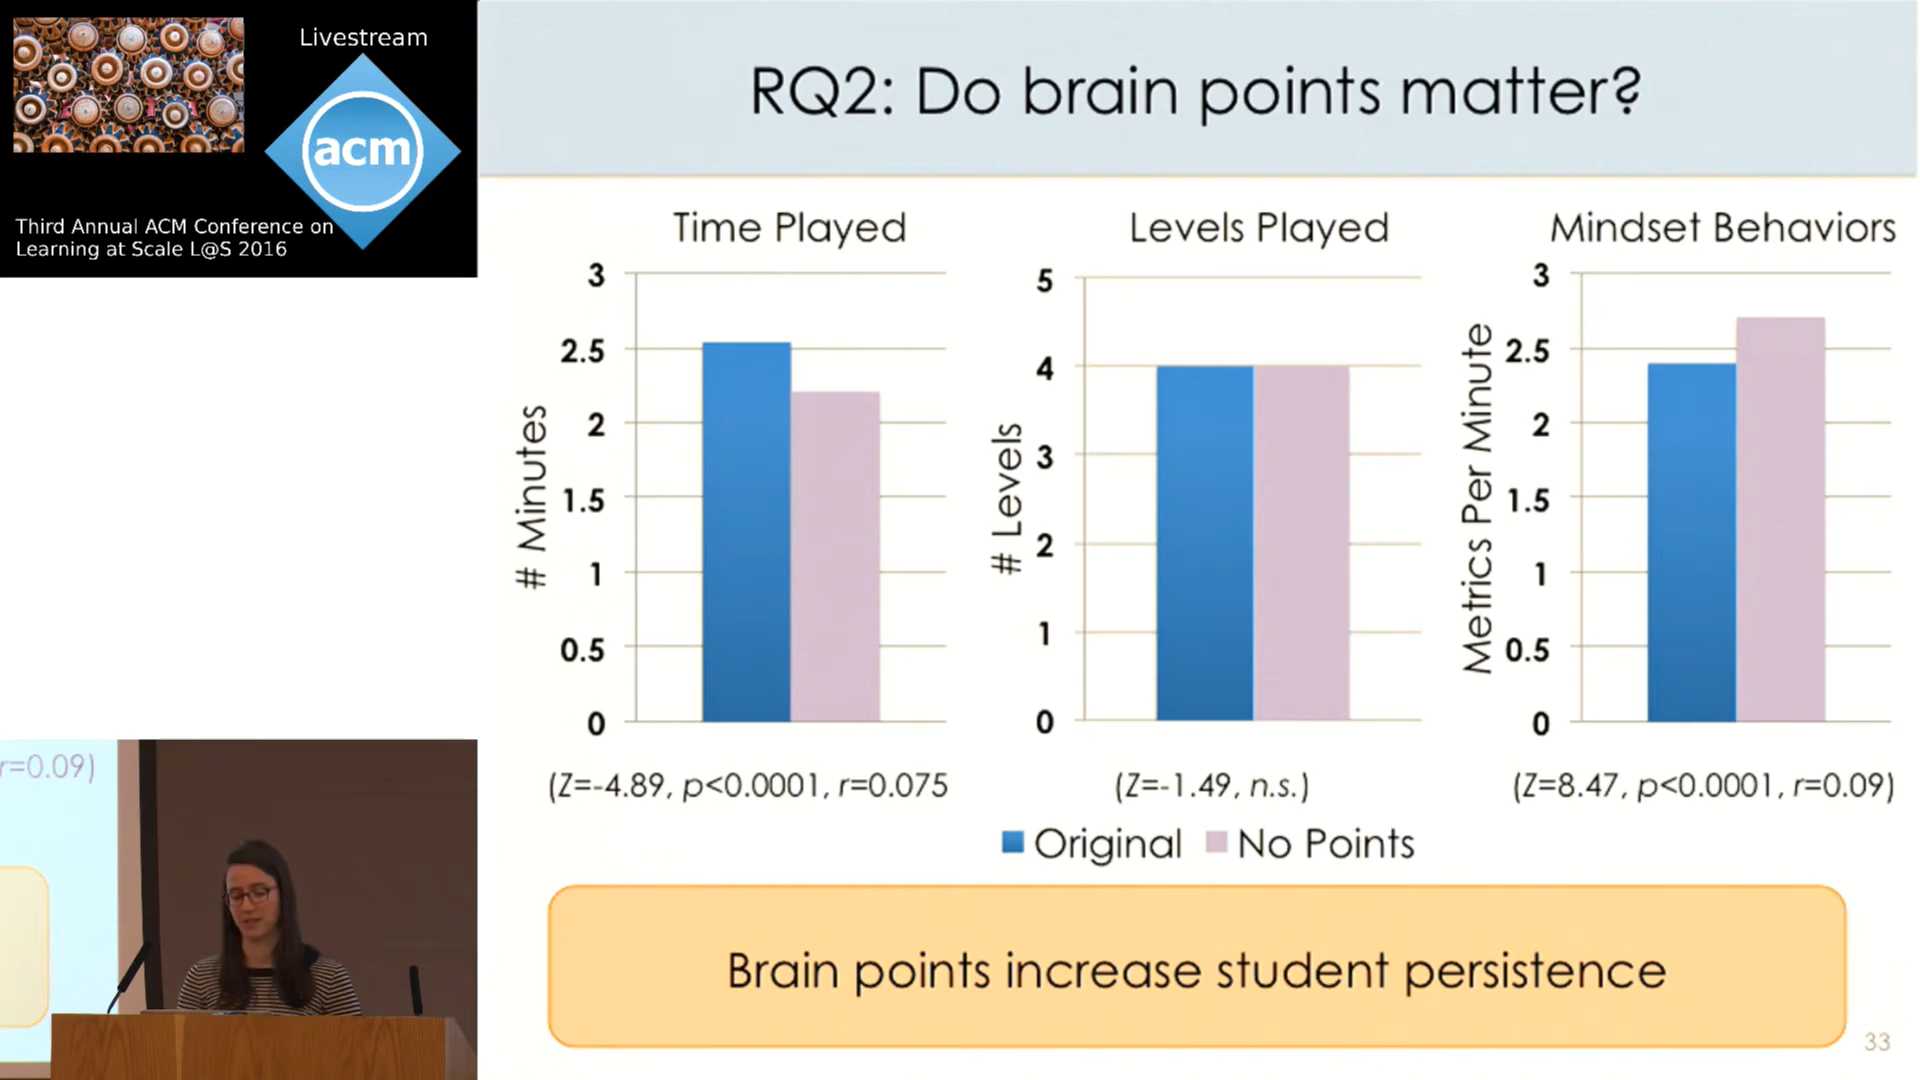 Livestream
acm
Third Annual ACM Conference on
Learning at Scale L@S 2016
RQ2: Do brain points matter?
Time Played
# Minutes
3
2.5
2
1.5
1
0.5
0
(Z=-4.89, p<0.0001, r=0.075
Levels Played
# Levels
5
4
3
2
1
0
(Z=-1.49, n.s.)
Mindset Behaviors
Metrics Per Minute
3
2.5
2
1.5
1
0.5
0
(Z=8.47, p<0.0001, r=0.09)
Original No Points
Brain points increase student persistence
33
r=0.09)